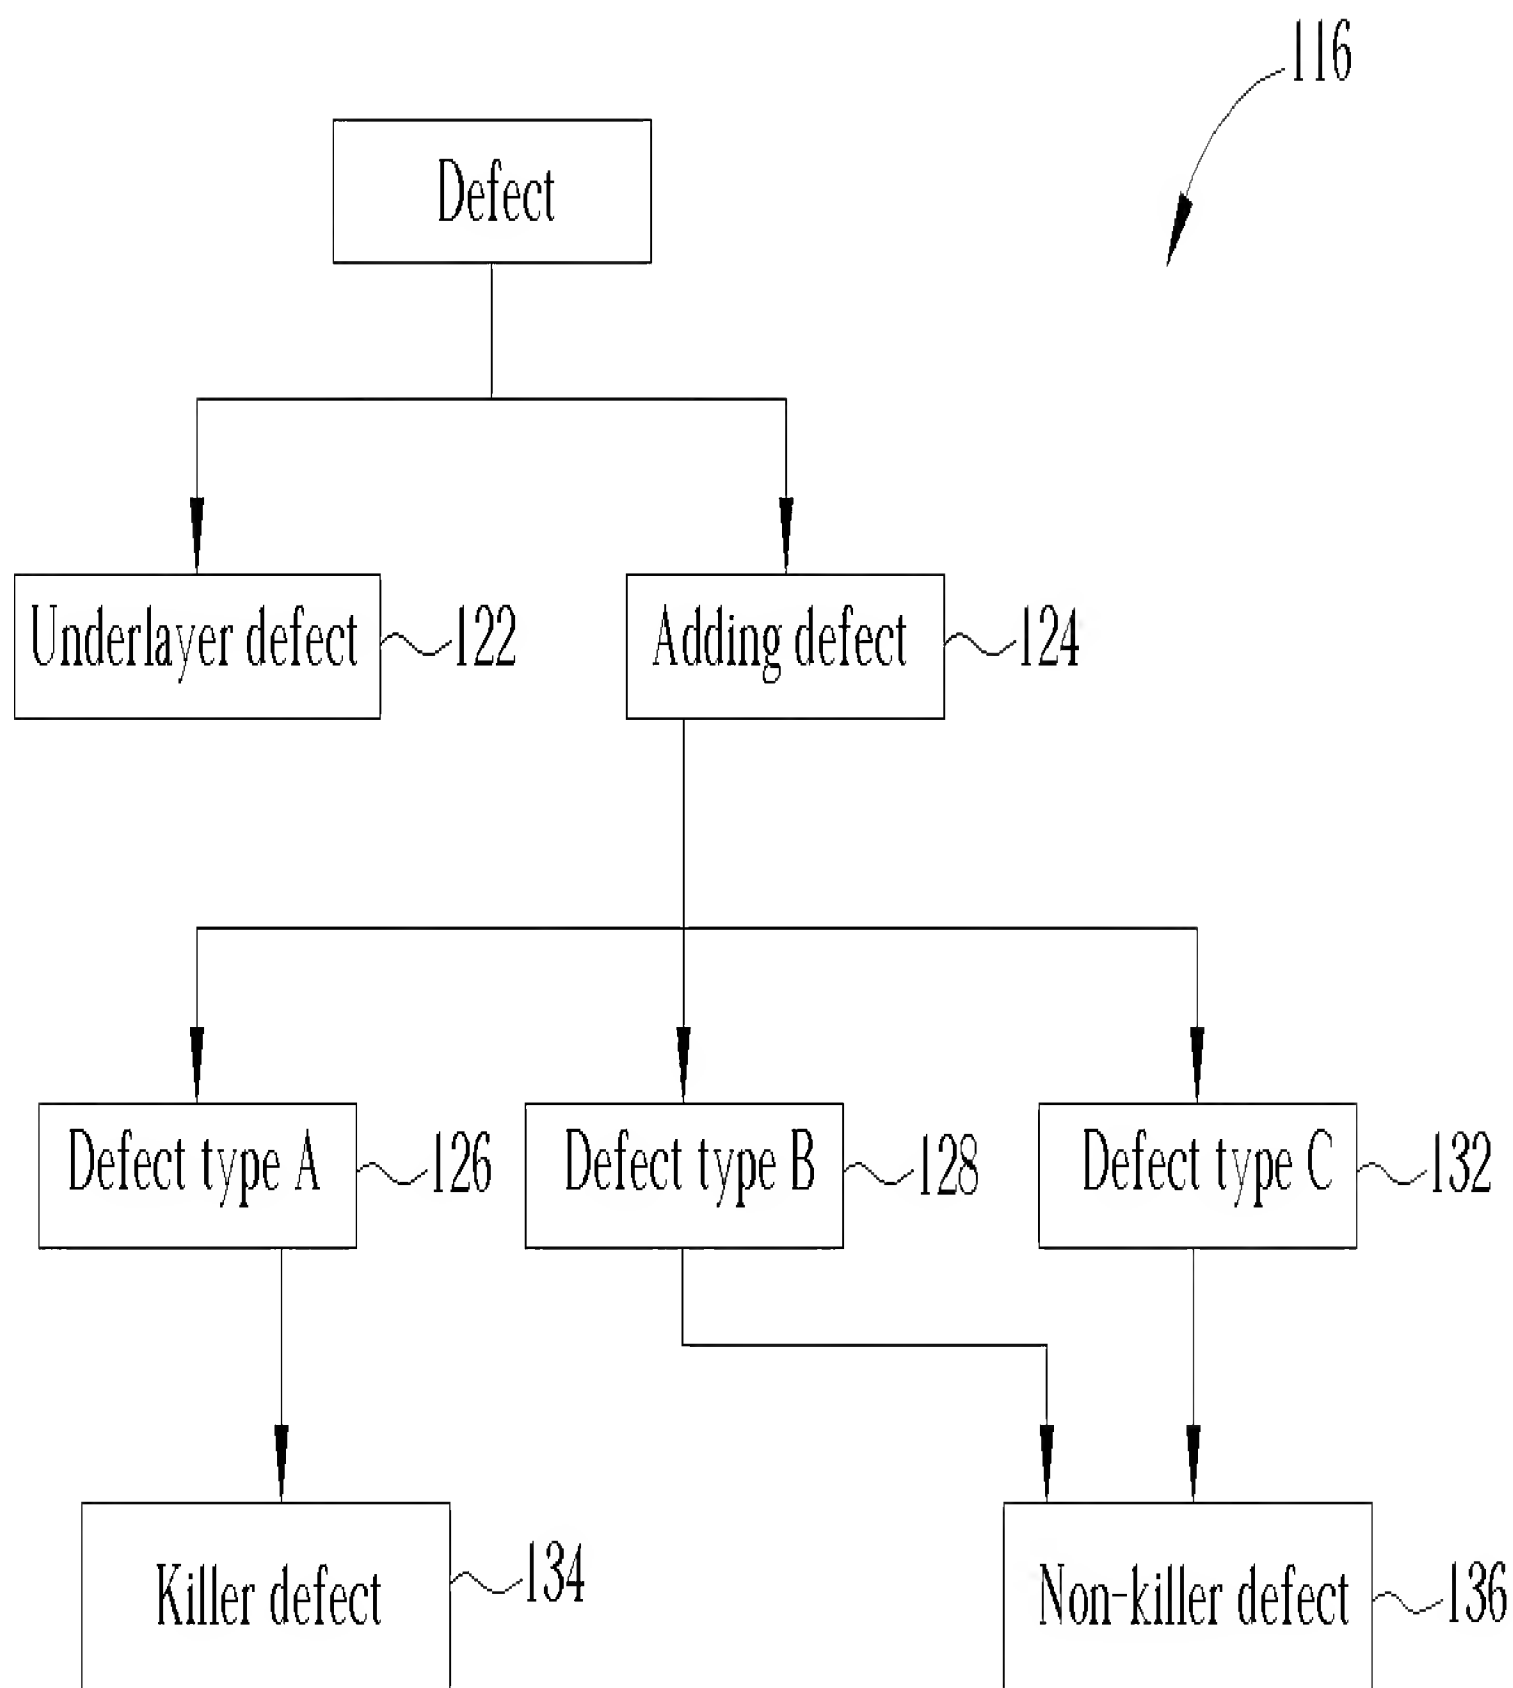 116
Defect
Underlayer defect 122
Adding defect 124
Defect type A 126
Defect type B 128
Defect type C 132
Killer defect 134
Non-killer defect 136